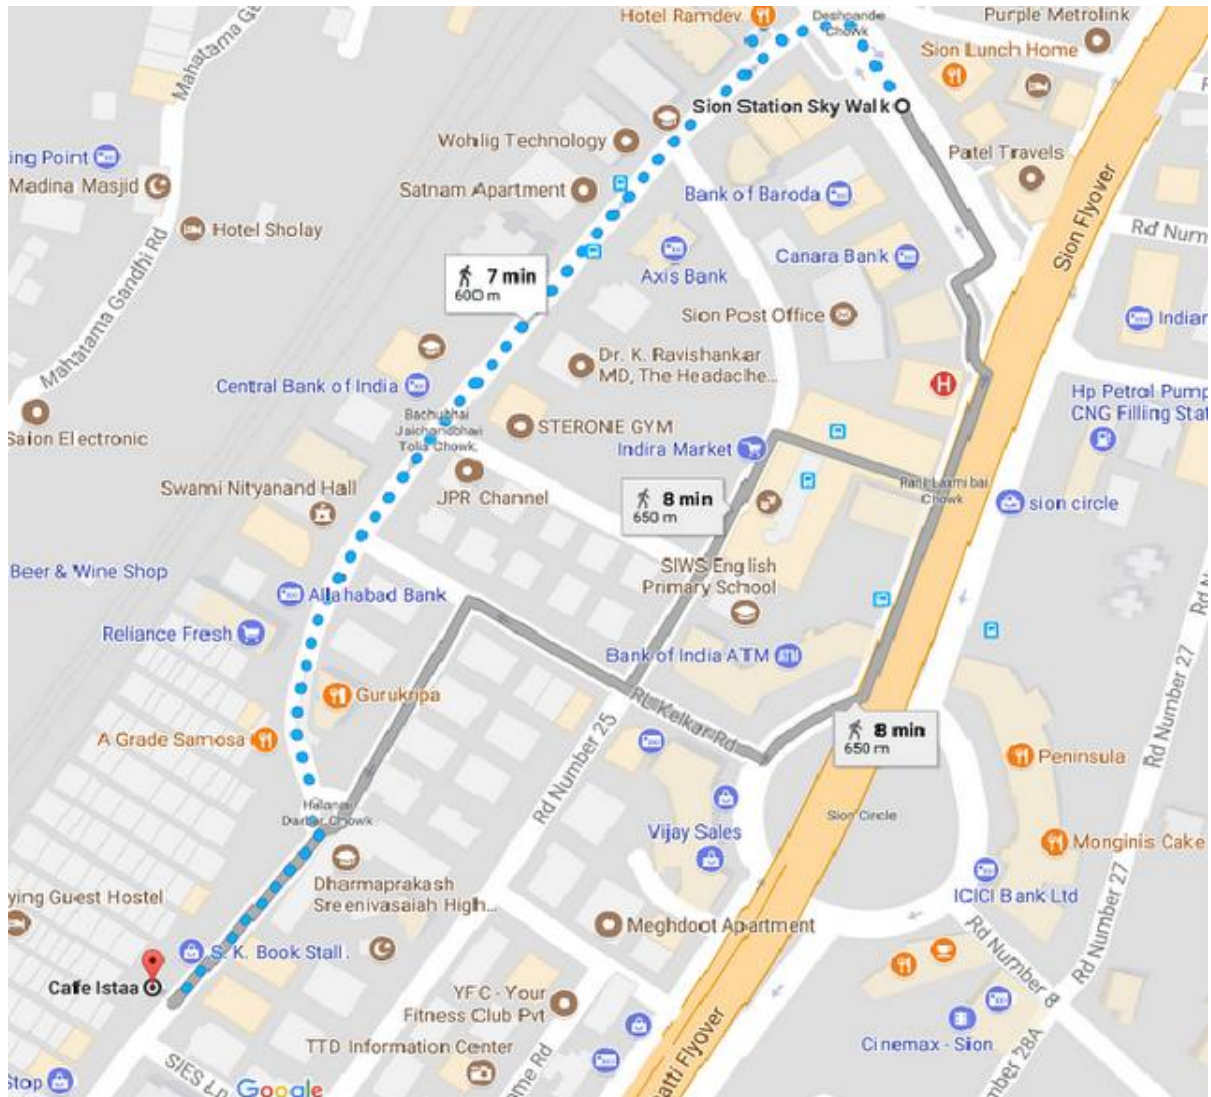 Hotel Ramdev
Deshpande
Chowk
Purple Metrolink
Mahatama Ga
Sion Lunch Home
Sion Station Sky Walk
Wohlig Technology
Patel Travels
ing Point
Madina Masjid
Satnam Apartment
Bank of Baroda
Hotel Sholay
Sion Flyover
Rd Num
Canara Bank
Axis Bank
7 min
600 m
Mahatama Gandhi Rd
Sion Post Office
Indian
Dr. K. Ravishankar
MD, The Headache...
Central Bank of India
Hp Petrol Pump
CNG Filling Stat
Bachubhai
Jaichandbhai
Tolia Chowk
STERONE GYM
Saion Electronic
Indira Market
Swami Nityanand Hall
JPR Channel
Rani Laxmi bai
Chowk
8 min
650 m
sion circle
SIWS English
Primary School
Beer & Wine Shop
Allahabad Bank
Reliance Fresh
Bank of India ATM
Rd Number 27
Gurukripa
RL Kelkar Rd
Rd Number 25
8 min
650 m
A Grade Samosa
Peninsula
Darbar Chowk
Sion Circle
Vijay Sales
Monginis Cake
Dharmaprakash
Sreenivasaiah High...
ying Guest Hostel
ICICI Bank Ltd
Meghdoot Apartment
Rd Number 27
Rd Number 8
S. K. Book Stall.
Cafe Istaa
YFC - Your
Fitness Club Pvt
TTD Information Center
Cinemax - Sion
umber 28A
ome Rd
atti Flyover
SIES Ln
Stop
Google